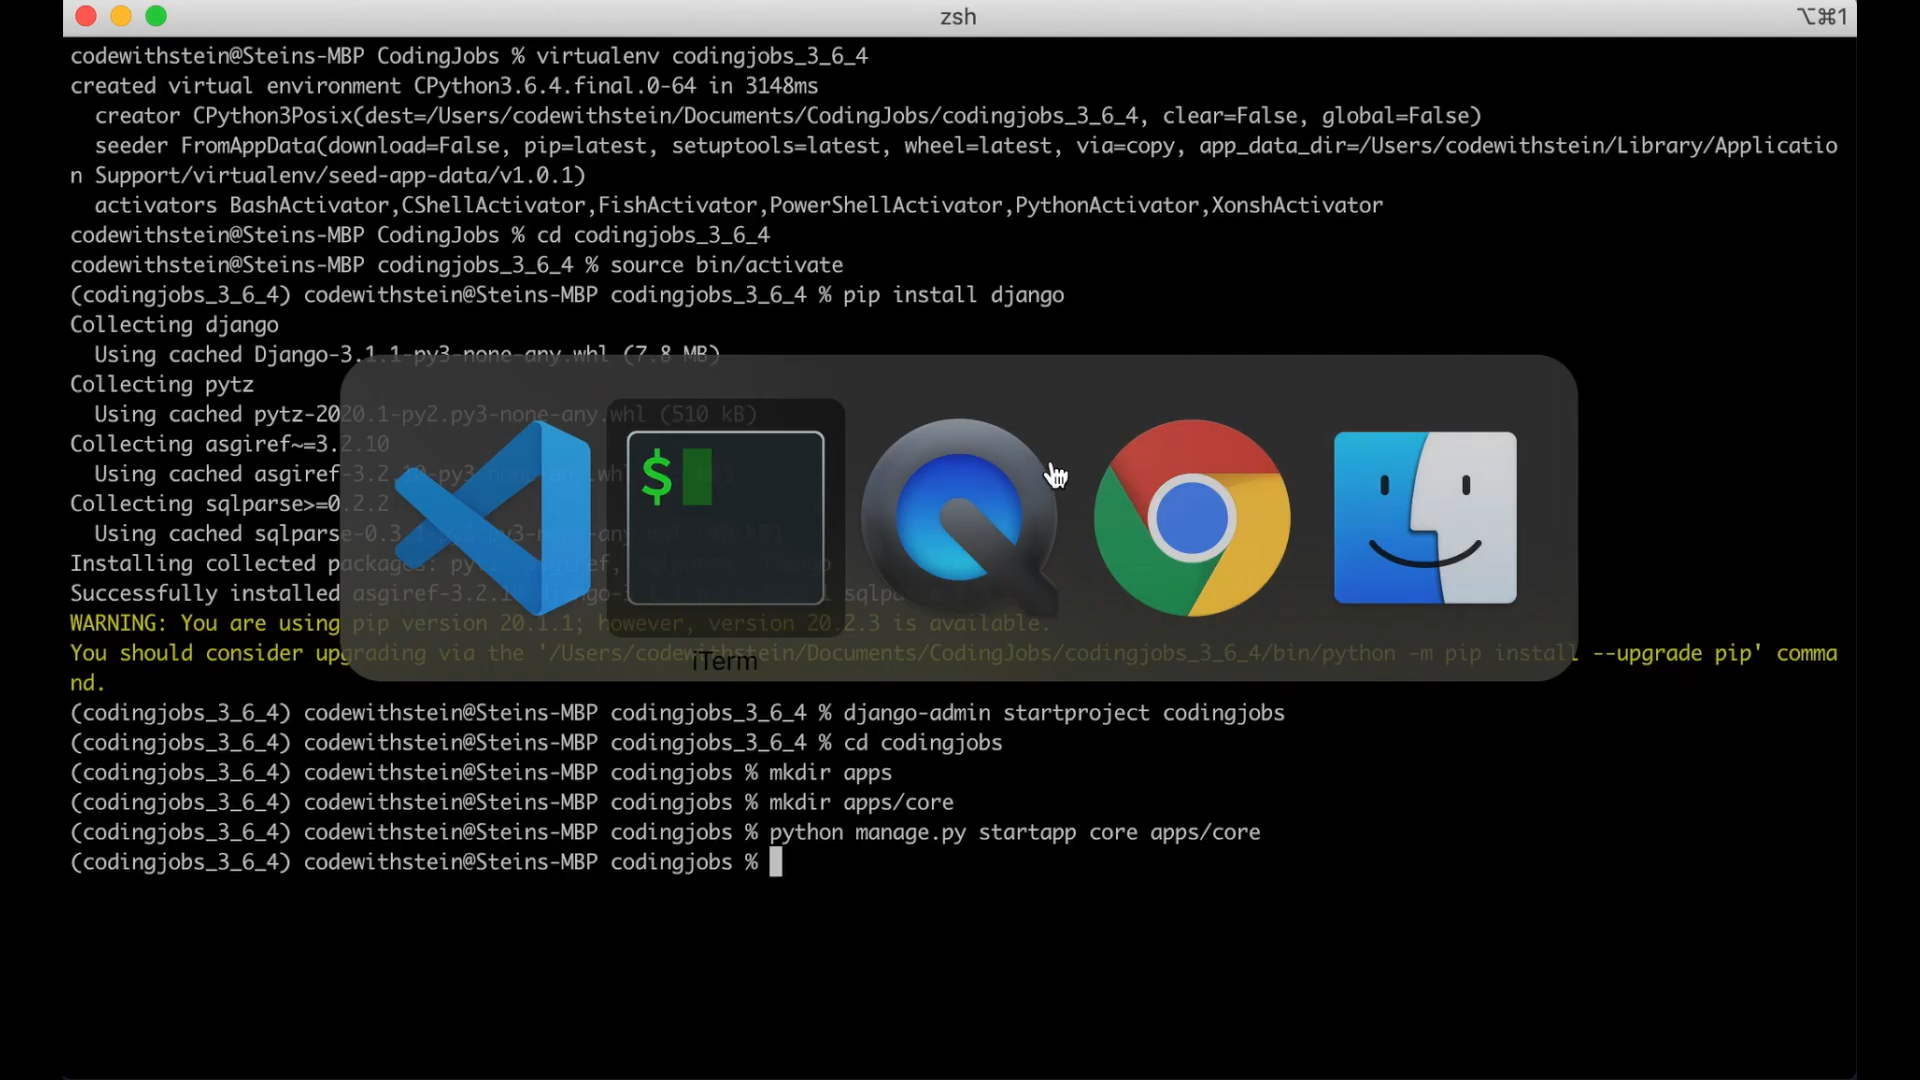 zsh
⌥⌘1
codewithstein@Steins-MBP CodingJobs % virtualenv codingjobs_3_6_4
created virtual environment CPython3.6.4.final.0-64 in 3148ms
  creator CPython3Posix(dest=/Users/codewithstein/Documents/CodingJobs/codingjobs_3_6_4, clear=False, global=False)
  seeder FromAppData(download=False, pip=latest, setuptools=latest, wheel=latest, via=copy, app_data_dir=/Users/codewithstein/Library/Applicatio
n Support/virtualenv/seed-app-data/v1.0.1)
  activators BashActivator,CShellActivator,FishActivator,PowerShellActivator,PythonActivator,XonshActivator
codewithstein@Steins-MBP CodingJobs % cd codingjobs_3_6_4
codewithstein@Steins-MBP codingjobs_3_6_4 % source bin/activate
(codingjobs_3_6_4) codewithstein@Steins-MBP codingjobs_3_6_4 % pip install django
Collecting django
  Using cached Django-3.1.1-py3-none-any.whl (7.8 MB)
Collecting pytz
  Using cached pytz-2020.1-py2.py3-none-any.whl (510 kB)
Collecting asgiref~=3.2.10
  Using cached asgiref-3.2.10-py3-none-any.whl
Collecting sqlparse>=0.2.2
  Using cached sqlparse-0.3.
Installing collected packages:
Successfully installed asgiref-3.2.
WARNING: You are using pip version 20.1.1; however, version 20.2.3 is available.
You should consider upgrading via the '/Users/codewithstein/Documents/CodingJobs/codingjobs_3_6_4/bin/python -m pip install --upgrade pip' comma
nd.
$
iTerm
(codingjobs_3_6_4) codewithstein@Steins-MBP codingjobs_3_6_4 % django-admin startproject codingjobs
(codingjobs_3_6_4) codewithstein@Steins-MBP codingjobs_3_6_4 % cd codingjobs
(codingjobs_3_6_4) codewithstein@Steins-MBP codingjobs % mkdir apps
(codingjobs_3_6_4) codewithstein@Steins-MBP codingjobs % mkdir apps/core
(codingjobs_3_6_4) codewithstein@Steins-MBP codingjobs % python manage.py startapp core apps/core
(codingjobs_3_6_4) codewithstein@Steins-MBP codingjobs %